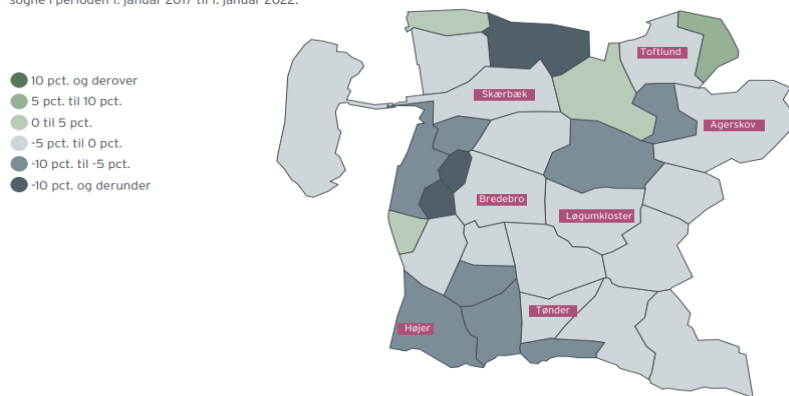 sogne i perioden 1. januar 2017 til 1. januar 2022.
10 pct. og derover
5 pct. til 10 pct.
0 til 5 pct.
-5 pct. til 0 pct.
-10 pct. til -5 pct.
-10 pct. og derunder
Toftlund
Skærbæk
Agerskov
Bredebro
Løgumkloster
Tønder
Højer